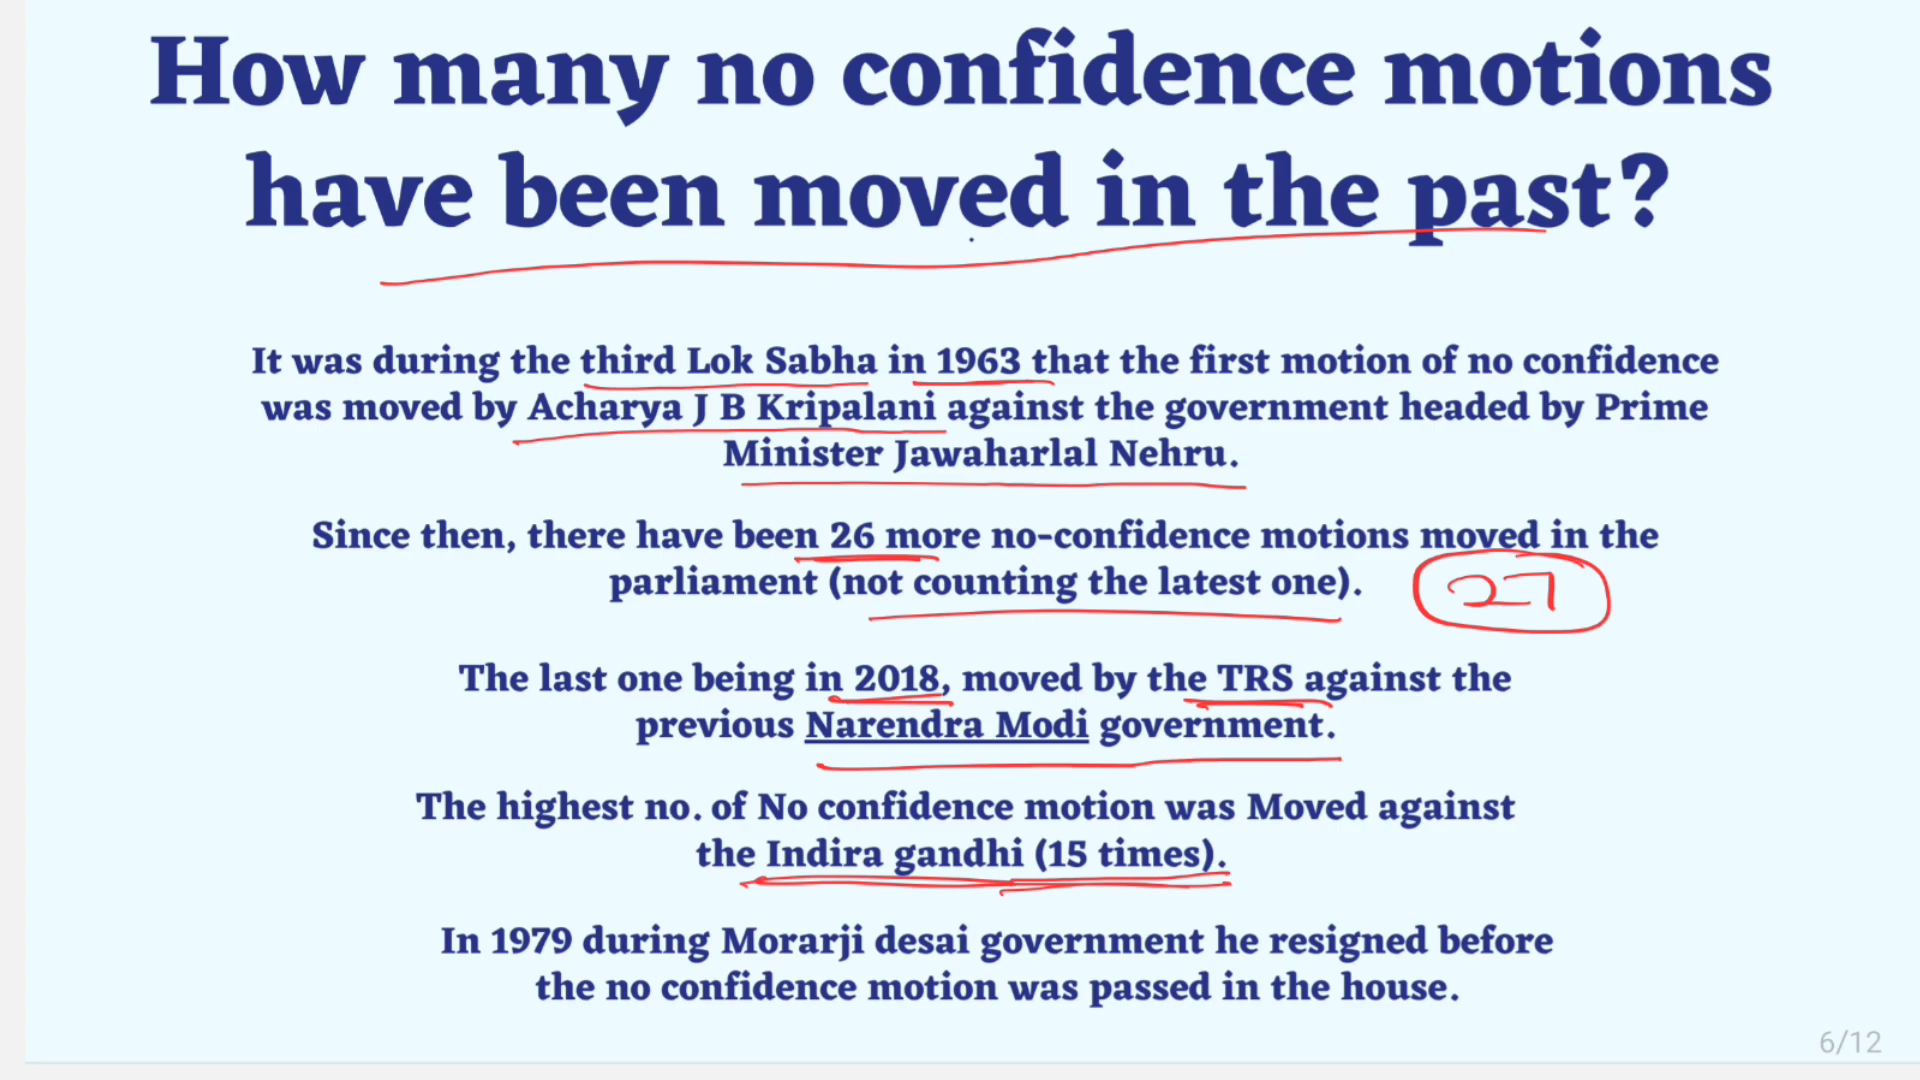 How many no confidence motions
have been moved in the past?
It was during the third Lok Sabha in 1963 that the first motion of no confidence
was moved by Acharya J B Kripalani against the government headed by Prime
Minister Jawaharlal Nehru.
Since then, there have been 26 more no-confidence motions moved in the
parliament (not counting the latest one).
27
The last one being in 2018, moved by the TRS against the
previous Narendra Modi government.
The highest no. of No confidence motion was Moved against
the Indira gandhi (15 times).
In 1979 during Morarji desai government he resigned before
the no confidence motion was passed in the house.
6/12